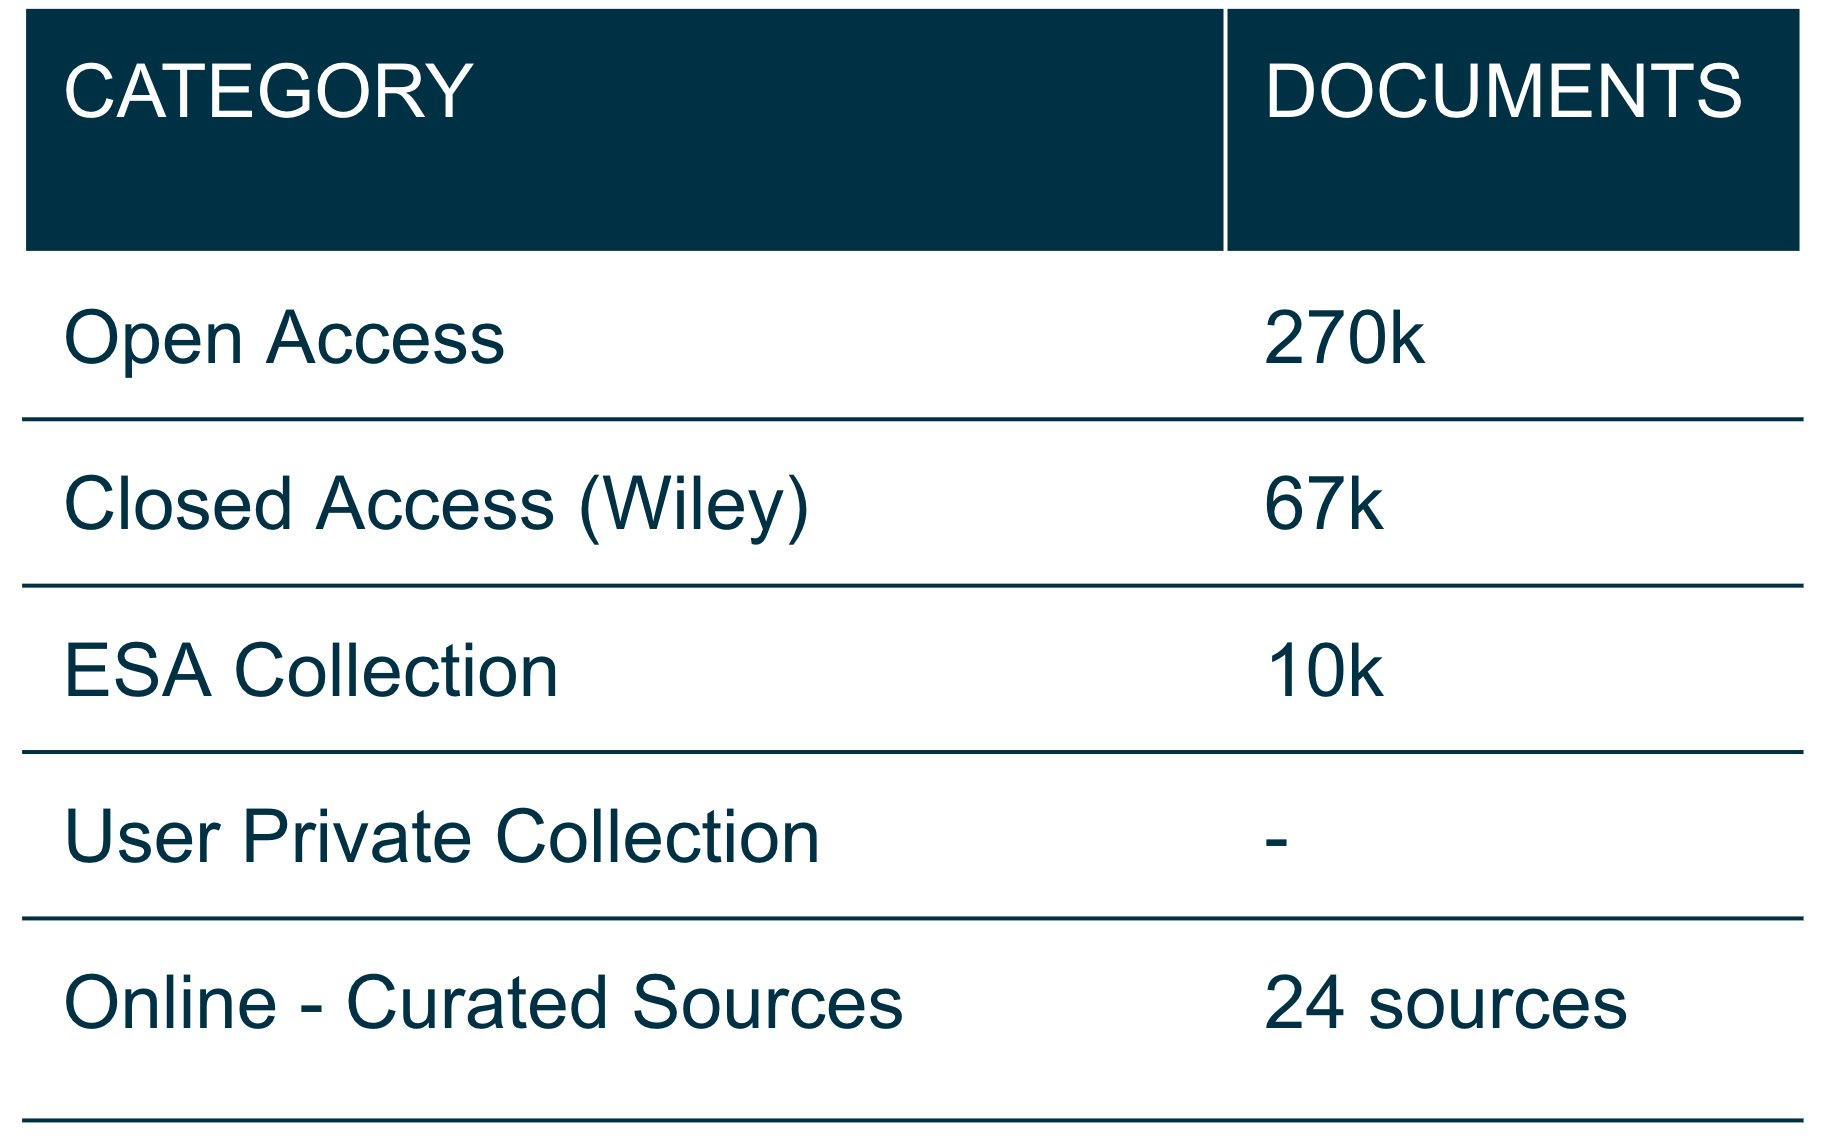 CATEGORY DOCUMENTS
Open Access 270k
Closed Access (Wiley) 67k
ESA Collection 10k
User Private Collection -
Online - Curated Sources 24 sources